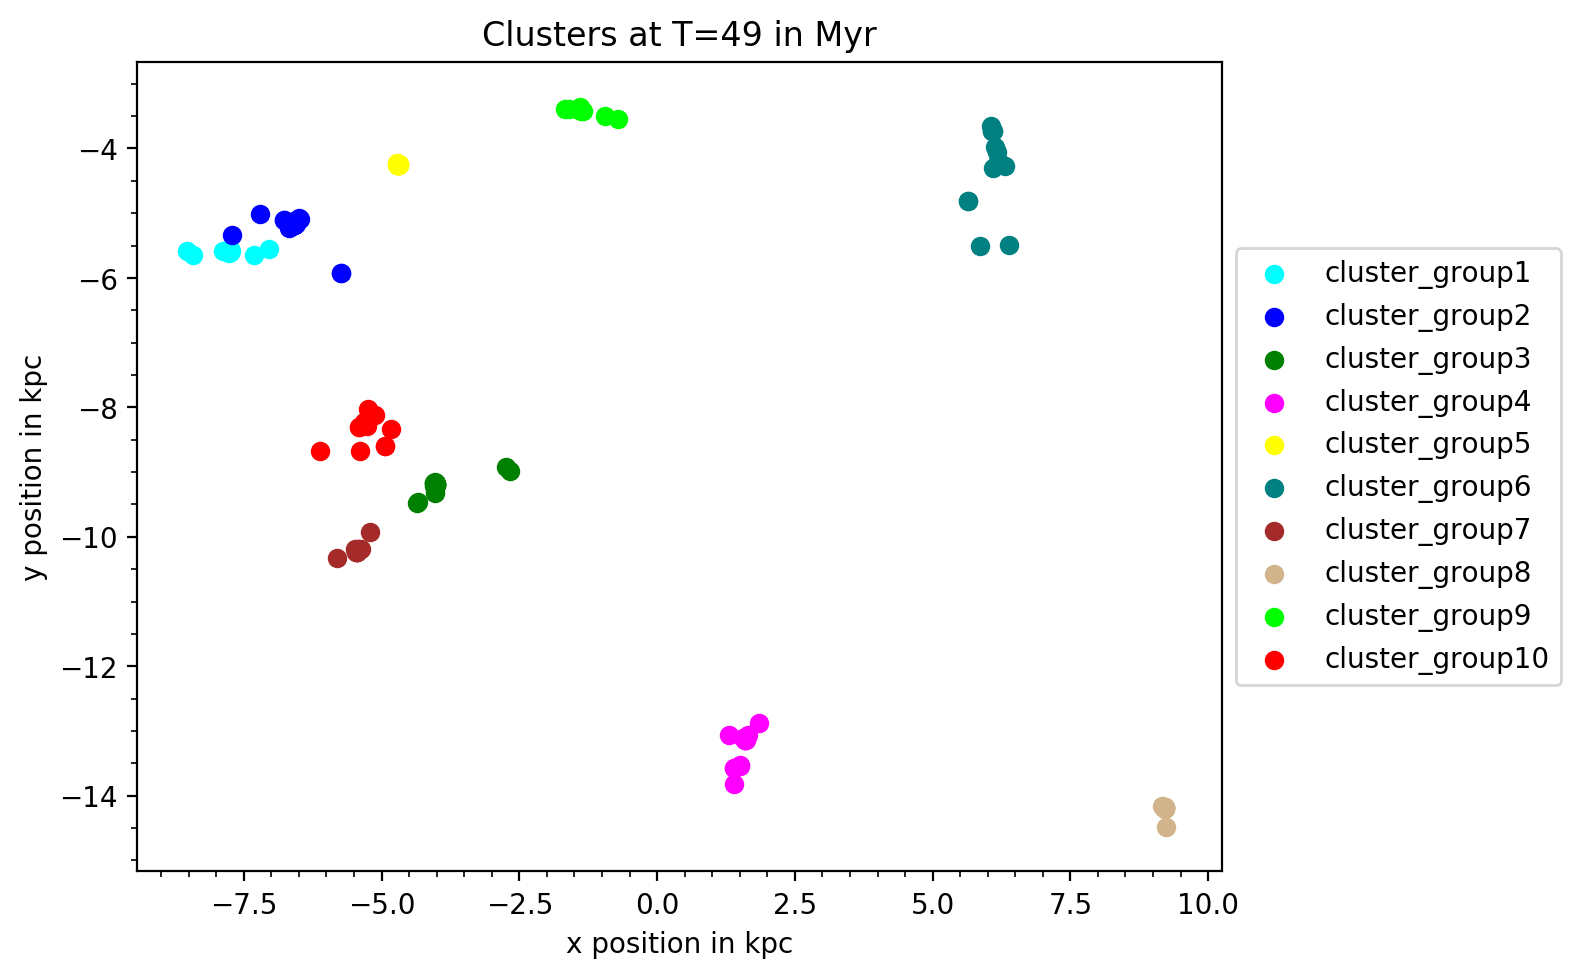 Clusters at T=49 in Myr
y position in kpc
−4
−6
−8
−10
−12
−14
−7.5 −5.0 −2.5 0.0 2.5 5.0 7.5 10.0
x position in kpc
cluster_group1
cluster_group2
cluster_group3
cluster_group4
cluster_group5
cluster_group6
cluster_group7
cluster_group8
cluster_group9
cluster_group10